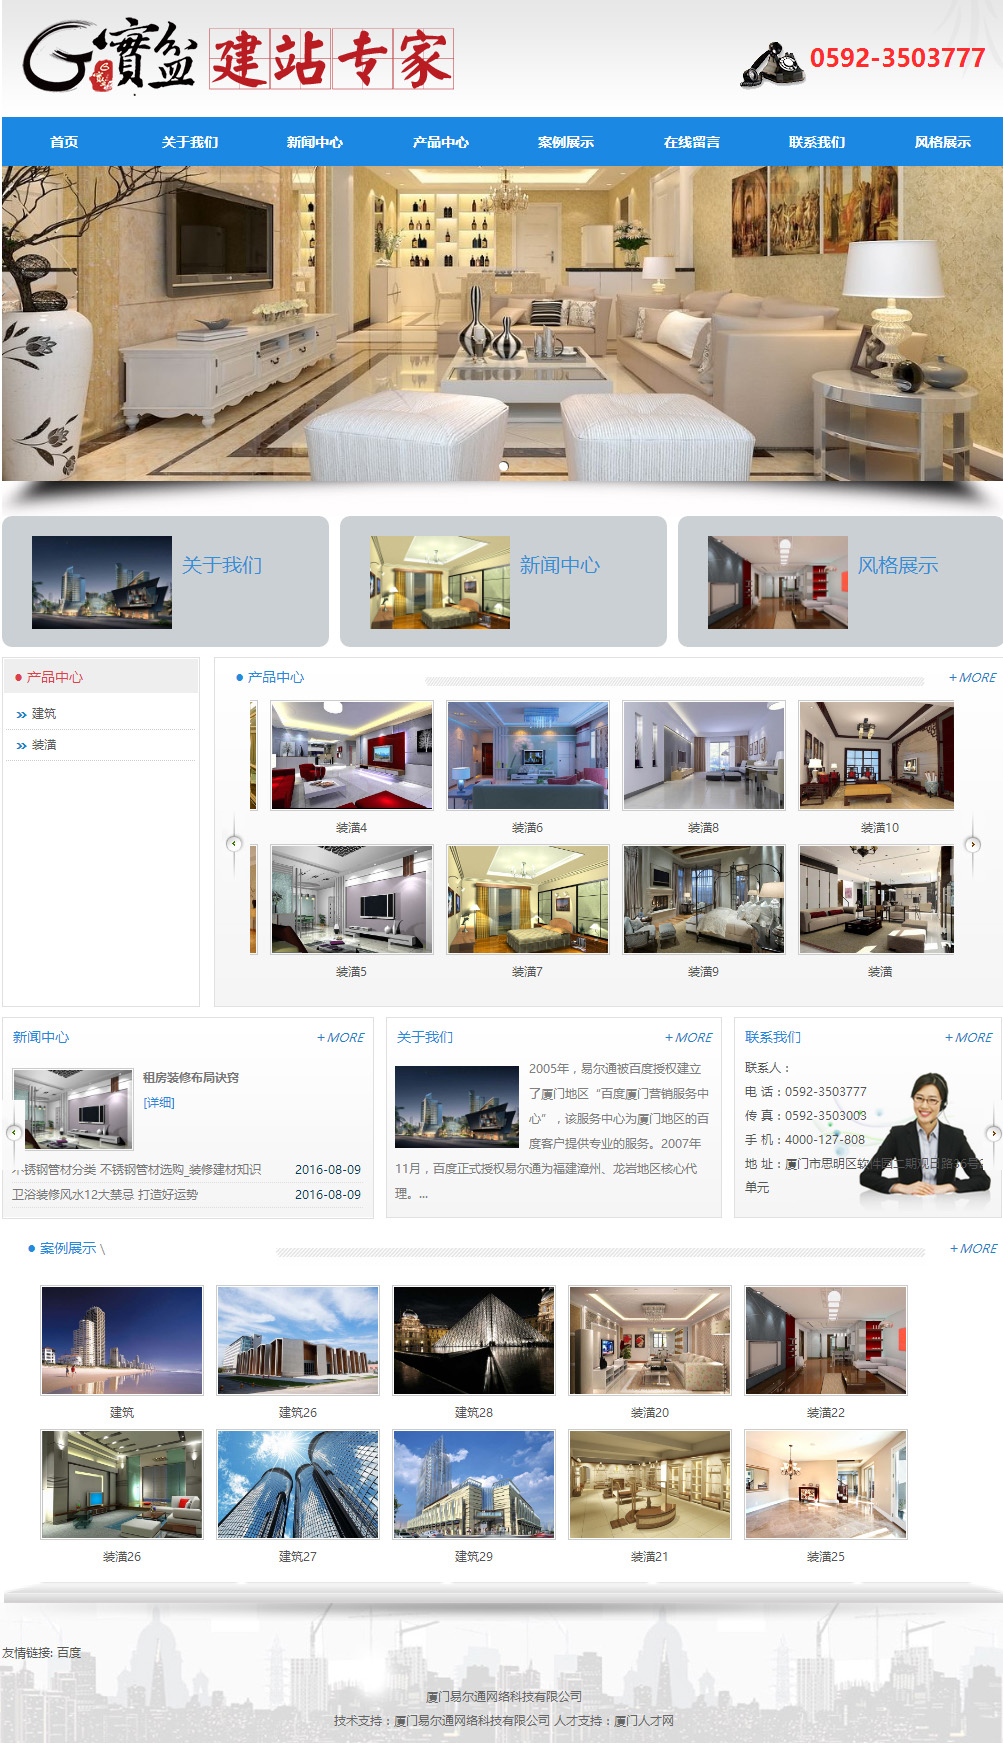 G 實盆 建站专家
0592-3503777
首页 关于我们 新闻中心 产品中心 案例展示 在线留言 联系我们 风格展示
关于我们 新闻中心 风格展示
● 产品中心
» 建筑
» 装潢
● 产品中心 +MORE
装潢4 装潢6 装潢8 装潢10
装潢5 装潢7 装潢9 装潢
新闻中心 +MORE
租房装修布局诀窍
[详细]
不锈钢管材分类 不锈钢管材选购_装修建材知识 2016-08-09
卫浴装修风水12大禁忌 打造好运势 2016-08-09
关于我们 +MORE
2005年，易尔通被百度授权建立
了厦门地区“百度厦门营销服务中
心”，该服务中心为厦门地区的百
度客户提供专业的服务。2007年
11月，百度正式授权易尔通为福建漳州、龙岩地区核心代
理。...
联系我们 +MORE
联系人：
电 话：0592-3503777
传 真：0592-3503003
手 机：4000-127-808
地 址：厦门市思明区软件园二期观日路
单元
● 案例展示 \ +MORE
建筑 建筑26 建筑28 装潢20 装潢22
装潢26 建筑27 建筑29 装潢21 装潢25
友情链接: 百度
厦门易尔通网络科技有限公司
技术支持：厦门易尔通网络科技有限公司 人才支持：厦门人才网